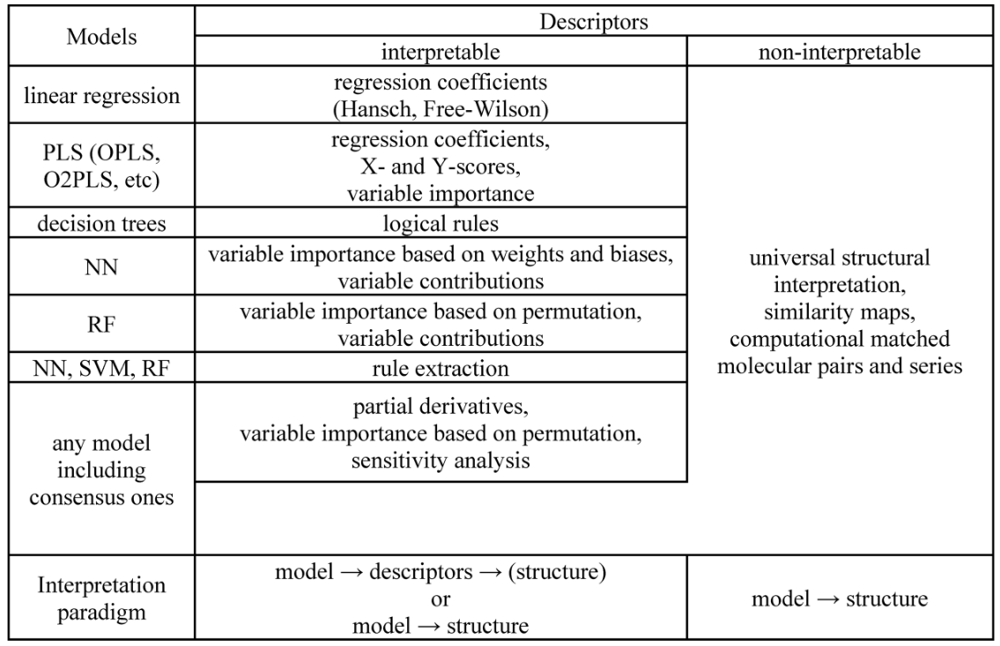 Models
Descriptors
interpretable
non-interpretable
linear regression
regression coefficients
(Hansch, Free-Wilson)
PLS (OPLS,
O2PLS, etc)
regression coefficients,
X- and Y-scores,
variable importance
decision trees
logical rules
NN
variable importance based on weights and biases,
variable contributions
RF
variable importance based on permutation,
variable contributions
NN, SVM, RF
rule extraction
any model
including
consensus ones
partial derivatives,
variable importance based on permutation,
sensitivity analysis
universal structural
interpretation,
similarity maps,
computational matched
molecular pairs and series
Interpretation
paradigm
model → descriptors → (structure)
or
model → structure
model → structure